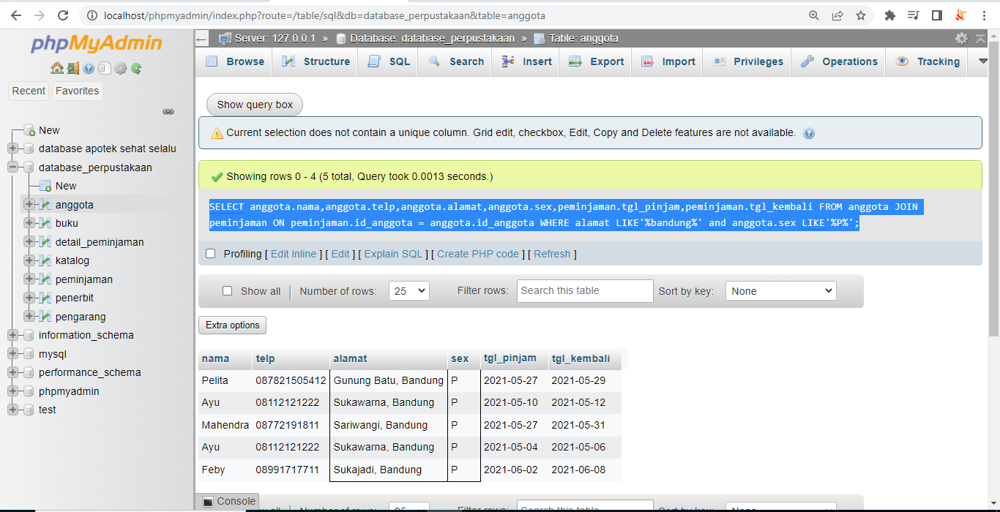 localhost/phpmyadmin/index.php?route=/table/sql&db=database_perpustakaan&table=anggota
phpMyAdmin
Recent Favorites
New
database apotek sehat selalu
database_perpustakaan
New
anggota
buku
detail_peminjaman
katalog
peminjaman
penerbit
pengarang
information_schema
mysql
performance_schema
phpmyadmin
test
Server: 127.0.0.1 » Database: database_perpustakaan » Table: anggota
Browse Structure SQL Search Insert Export Import Privileges Operations Tracking
Show query box
Current selection does not contain a unique column. Grid edit, checkbox, Edit, Copy and Delete features are not available.
Showing rows 0 - 4 (5 total, Query took 0.0013 seconds.)
SELECT anggota.nama,anggota.telp,anggota.alamat,anggota.sex,peminjaman.tgl_pinjam,peminjaman.tgl_kembali FROM anggota JOIN
peminjaman ON peminjaman.id_anggota = anggota.id_anggota WHERE alamat LIKE'%bandung%' and anggota.sex LIKE'%P%';
Profiling [ Edit inline ] [ Edit ] [ Explain SQL ] [ Create PHP code ] [ Refresh ]
Show all Number of rows: 25 Filter rows: Search this table Sort by key: None
Extra options
nama telp alamat sex tgl_pinjam tgl_kembali
Pelita 087821505412 Gunung Batu, Bandung P 2021-05-27 2021-05-29
Ayu 08112121222 Sukawarna, Bandung P 2021-05-10 2021-05-12
Mahendra 08772191811 Sariwangi, Bandung P 2021-05-27 2021-05-31
Ayu 08112121222 Sukawarna, Bandung P 2021-05-04 2021-05-06
Feby 08991717711 Sukajadi, Bandung P 2021-06-02 2021-06-08
Console